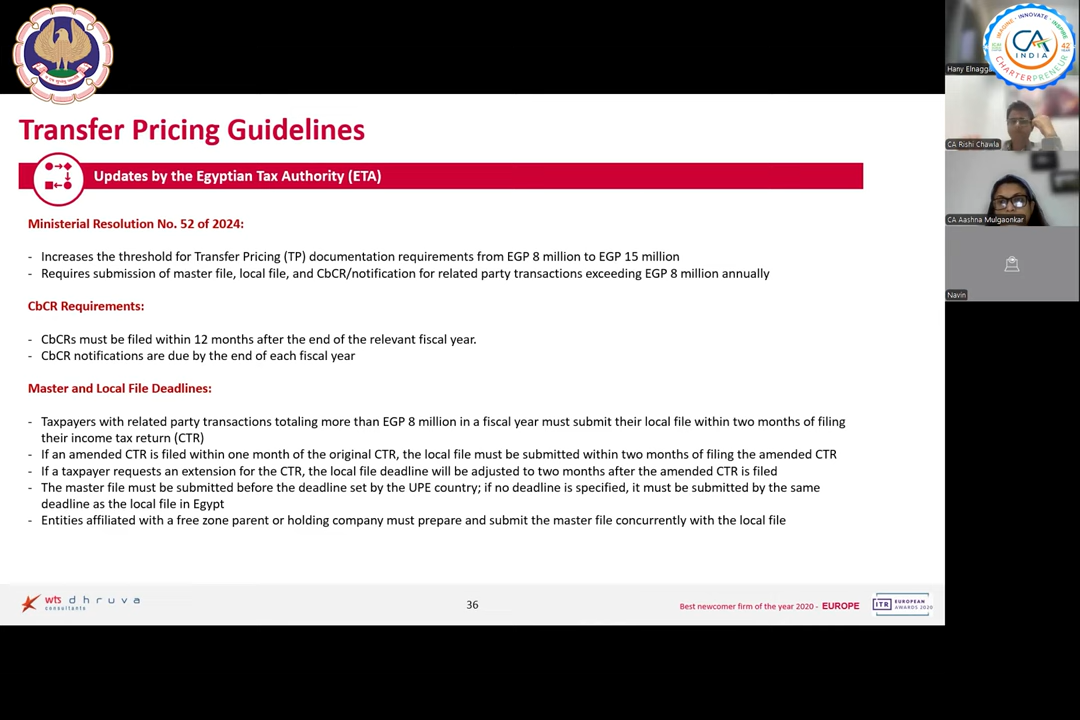 Transfer Pricing Guidelines
Updates by the Egyptian Tax Authority (ETA)
Ministerial Resolution No. 52 of 2024:
- Increases the threshold for Transfer Pricing (TP) documentation requirements from EGP 8 million to EGP 15 million
- Requires submission of master file, local file, and CbCR/notification for related party transactions exceeding EGP 8 million annually
CbCR Requirements:
- CbCRs must be filed within 12 months after the end of the relevant fiscal year.
- CbCR notifications are due by the end of each fiscal year
Master and Local File Deadlines:
- Taxpayers with related party transactions totaling more than EGP 8 million in a fiscal year must submit their local file within two months of filing
their income tax return (CTR)
- If an amended CTR is filed within one month of the original CTR, the local file must be submitted within two months of filing the amended CTR
- If a taxpayer requests an extension for the CTR, the local file deadline will be adjusted to two months after the amended CTR is filed
- The master file must be submitted before the deadline set by the UPE country; if no deadline is specified, it must be submitted by the same
deadline as the local file in Egypt
- Entities affiliated with a free zone parent or holding company must prepare and submit the master file concurrently with the local file
wts dhruva
consultants
36
Best newcomer firm of the year 2020 - EUROPE
ITR EUROPEAN
AWARDS 2020
IMAGINE • INNOVATE • INSPIRE
CA
INDIA
42
CHARTERPRENEUR
Hany Elnagg
CA Rishi Chawla
CA Aashna Mulgaonkar
Navin